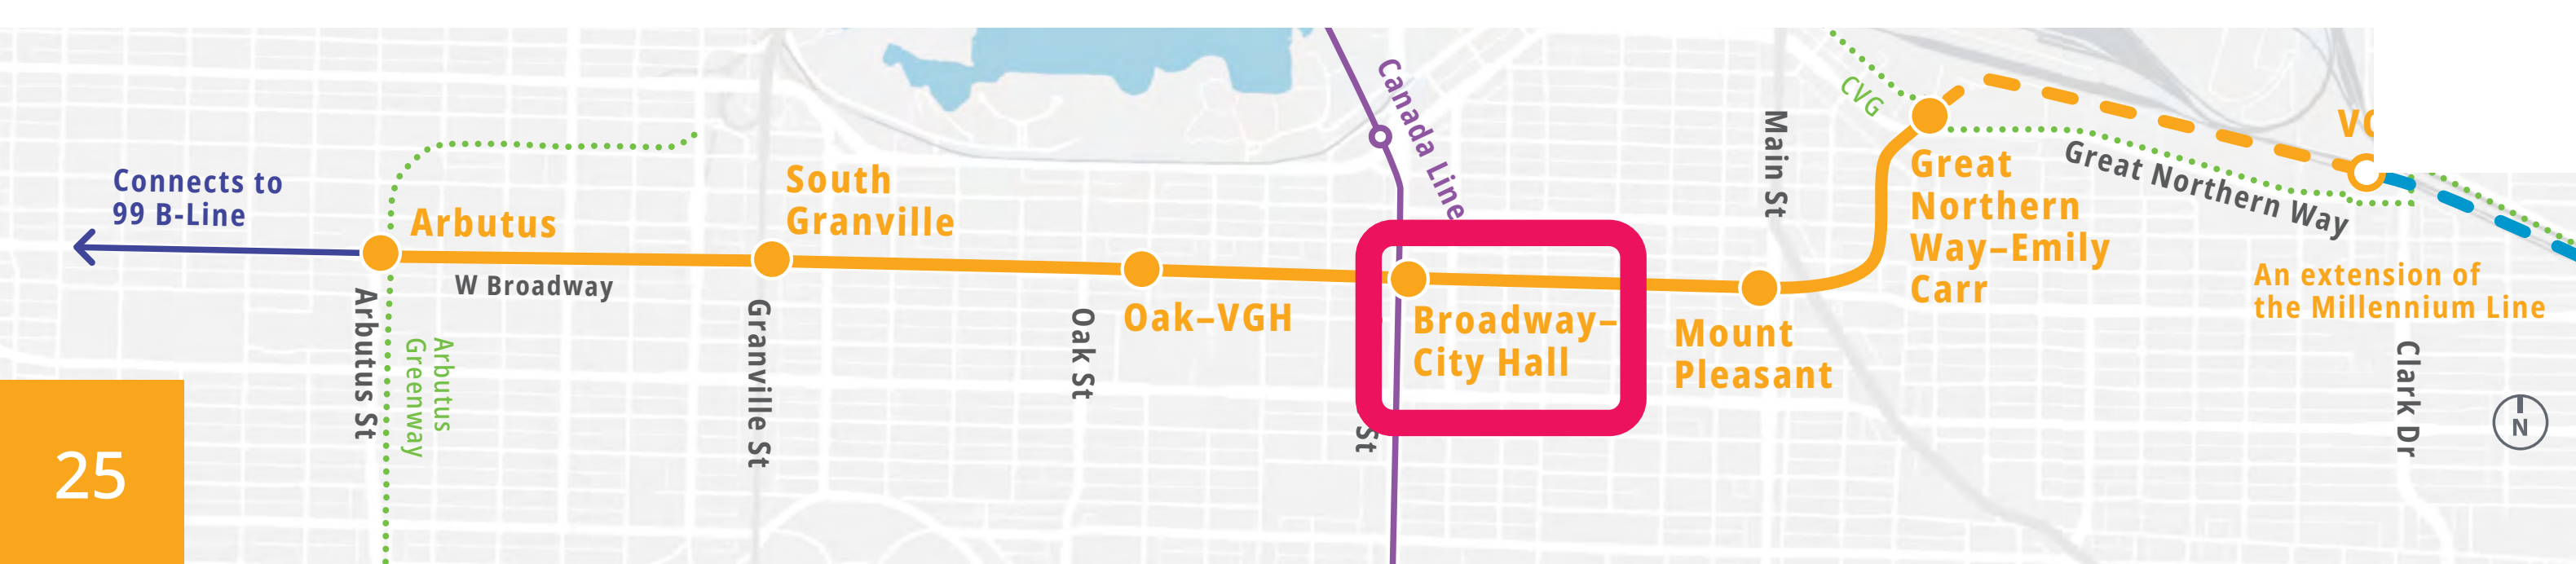 Connects to
99 B-Line
Arbutus
W Broadway
Arbutus St
Arbutus
Greenway
South
Granville
Granville St
Oak St
Oak–VGH
Canada Line
Broadway–
City Hall
St
Main St
Mount
Pleasant
CVG
Great
Northern
Way–Emily
Carr
Great Northern Way
An extension of
the Millennium Line
Clark Dr
N
25